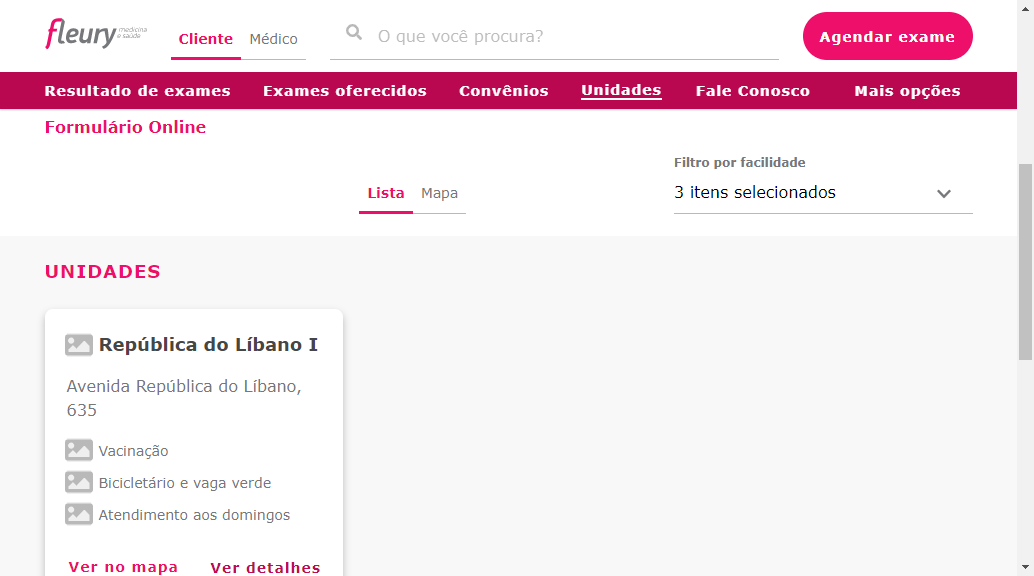 fleury medicina e saúde
Cliente
Médico
O que você procura?
Agendar exame
Resultado de exames
Exames oferecidos
Convênios
Unidades
Fale Conosco
Mais opções
Formulário Online
Filtro por facilidade
Lista
Mapa
3 itens selecionados
UNIDADES
República do Líbano I
Avenida República do Líbano,
635
Vacinação
Bicicletário e vaga verde
Atendimento aos domingos
Ver no mapa
Ver detalhes